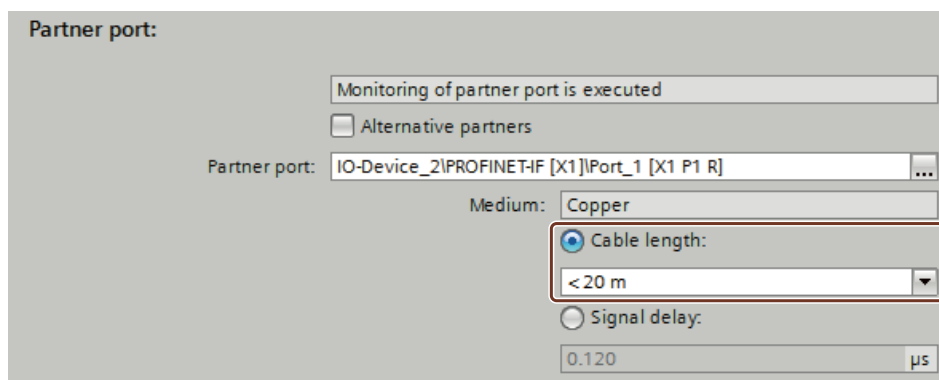 Partner port:
Monitoring of partner port is executed
Alternative partners
Partner port: IO-Device_2\PROFINET-IF [X1]\Port_1 [X1 P1 R] ...
Medium: Copper
Cable length:
< 20 m
Signal delay:
0.120 µs